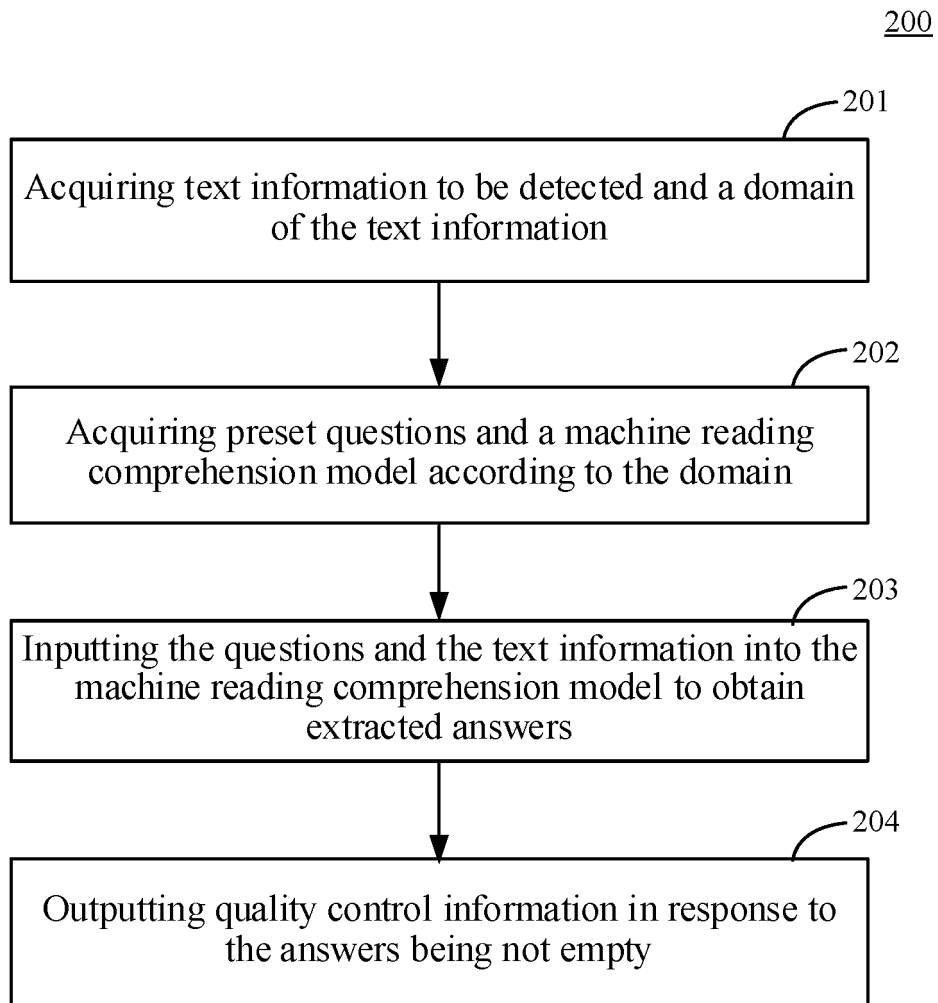 200
201
Acquiring text information to be detected and a domain
of the text information
202
Acquiring preset questions and a machine reading
comprehension model according to the domain
203
Inputting the questions and the text information into the
machine reading comprehension model to obtain
extracted answers
204
Outputting quality control information in response to
the answers being not empty